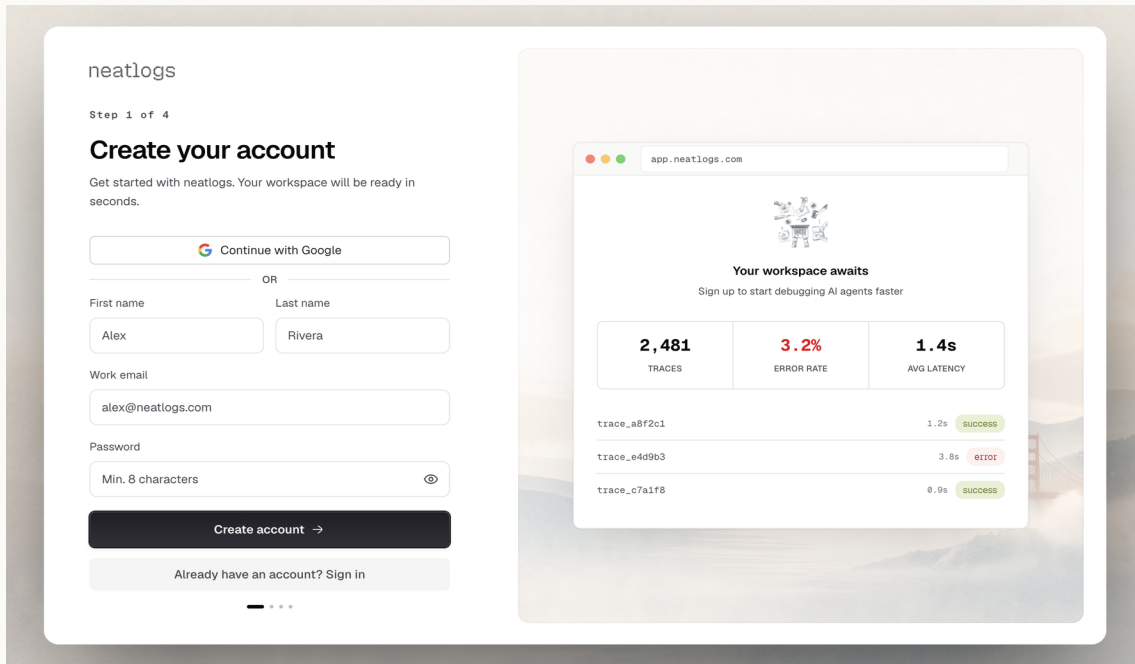 neatlogs
Step 1 of 4
Create your account
Get started with neatlogs. Your workspace will be ready in
seconds.
Continue with Google
OR
First name
Last name
Alex
Rivera
Work email
alex@neatlogs.com
Password
Min. 8 characters
Create account →
Already have an account? Sign in
app.neatlogs.com
Your workspace awaits
Sign up to start debugging AI agents faster
2,481
TRACES
3.2%
ERROR RATE
1.4s
AVG LATENCY
trace_a8f2c1 1.2s success
trace_e4d9b3 3.8s error
trace_c7a1f8 0.9s success